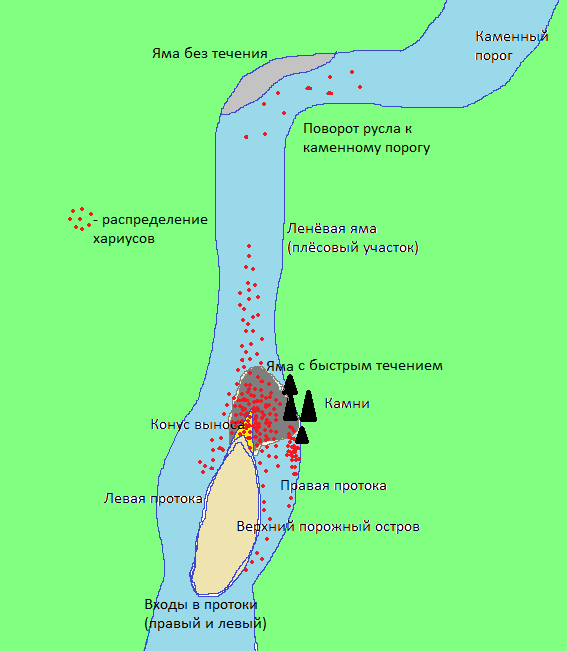 Каменный
порог
Яма без течения
Поворот русла к
каменному порогу
- распределение
хариусов
Ленёвая яма
(плёсовый участок)
Яма с быстрым течением
Камни
Конус выноса
Правая протока
Левая протока
Верхний порожный остров
Входы в протоки
(правый и левый)